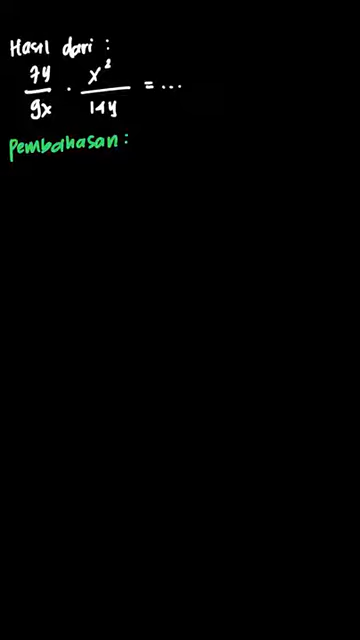 Hasil dari :
7y/9x · x²/14y = ...
Pembahasan :